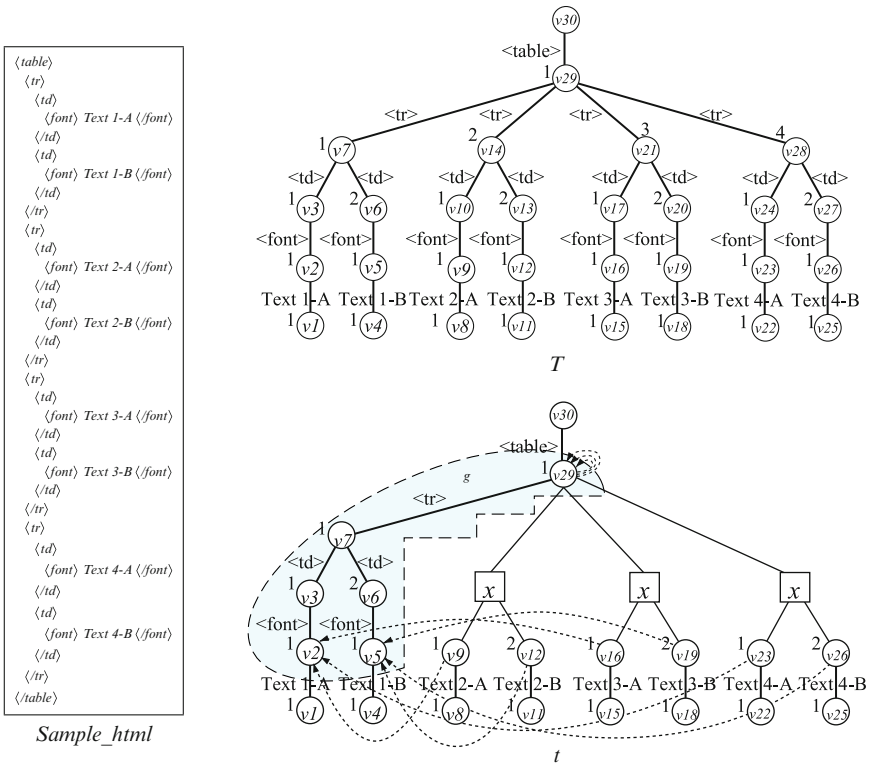 ⟨table⟩
⟨tr⟩
⟨td⟩
⟨font⟩ Text 1-A ⟨/font⟩
⟨/td⟩
⟨td⟩
⟨font⟩ Text 1-B ⟨/font⟩
⟨/td⟩
⟨/tr⟩
⟨tr⟩
⟨td⟩
⟨font⟩ Text 2-A ⟨/font⟩
⟨/td⟩
⟨td⟩
⟨font⟩ Text 2-B ⟨/font⟩
⟨/td⟩
⟨/tr⟩
⟨tr⟩
⟨td⟩
⟨font⟩ Text 3-A ⟨/font⟩
⟨/td⟩
⟨td⟩
⟨font⟩ Text 3-B ⟨/font⟩
⟨/td⟩
⟨/tr⟩
⟨tr⟩
⟨td⟩
⟨font⟩ Text 4-A ⟨/font⟩
⟨/td⟩
⟨td⟩
⟨font⟩ Text 4-B ⟨/font⟩
⟨/td⟩
⟨/tr⟩
⟨/table⟩
Sample_html
v30
<table>
1 v29
<tr> <tr> <tr> <tr>
1 v7 2 v14 3 v21 4 v28
<td> <td> <td> <td> <td> <td> <td> <td>
1 v3 2 v6 1 v10 2 v13 1 v17 2 v20 1 v24 2 v27
<font> <font> <font> <font> <font> <font> <font> <font>
1 v2 1 v5 1 v9 1 v12 1 v16 1 v19 1 v23 1 v26
Text 1-A Text 1-B Text 2-A Text 2-B Text 3-A Text 3-B Text 4-A Text 4-B
1 v1 1 v4 1 v8 1 v11 1 v15 1 v18 1 v22 1 v25
T
v30
<table>
1 v29
g
<tr>
1 v7
<td> <td>
1 v3 2 v6 x x x
<font> <font>
1 v2 1 v5 1 v9 2 v12 1 v16 2 v19 1 v23 2 v26
Text 1-A Text 1-B Text 2-A Text 2-B Text 3-A Text 3-B Text 4-A Text 4-B
1 v1 1 v4 1 v8 1 v11 1 v15 1 v18 1 v22 1 v25
t